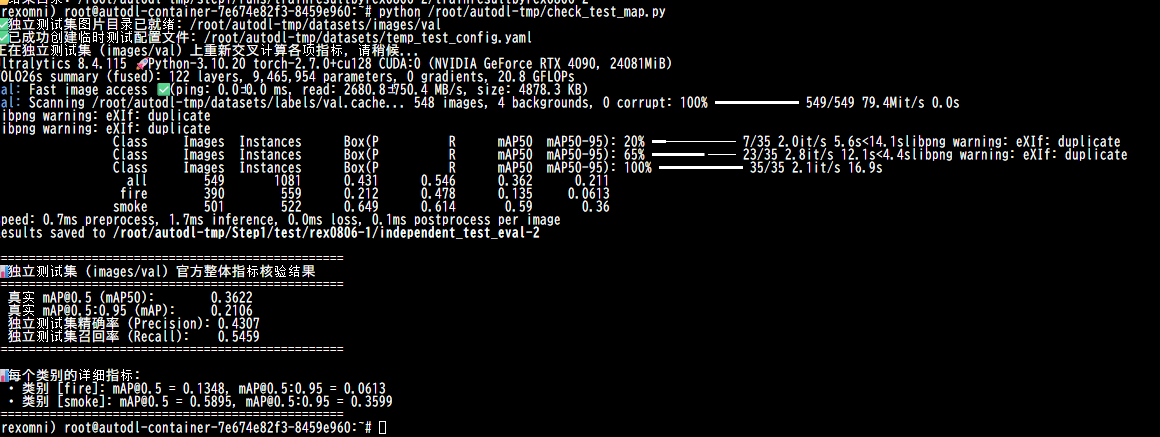 rexomni) root@autodl-container-7e674e82f3-8459e960:~# python /root/autodl-tmp/check_test_map.py
✅独立测试集图片目录已就绪: /root/autodl-tmp/datasets/images/val
✅已成功创建临时测试配置文件: /root/autodl-tmp/datasets/temp_test_config.yaml
正在独立测试集 (images/val) 上重新交叉计算各项指标，请稍候...
ltralytics 8.4.115 🚀Python-3.10.20 torch-2.7.0+cu128 CUDA:0 (NVIDIA GeForce RTX 4090, 24081MiB)
OLO26s summary (fused): 122 layers, 9,465,954 parameters, 0 gradients, 20.8 GFLOPs
al: Fast image access ✅(ping: 0.0±0.0 ms, read: 2680.8±750.4 MB/s, size: 4878.3 KB)
al: Scanning /root/autodl-tmp/datasets/labels/val.cache... 548 images, 4 backgrounds, 0 corrupt: 100% ━━━━━━━━━━━━ 549/549 79.4Mit/s 0.0s
ibpng warning: eXIf: duplicate
ibpng warning: eXIf: duplicate
Class Images Instances Box(P R mAP50 mAP50-95): 20% ━━────────── 7/35 2.0it/s 5.6s<14.1slibpng warning: eXIf: duplicate
Class Images Instances Box(P R mAP50 mAP50-95): 65% ━━━━━━━╸──── 23/35 2.8it/s 12.1s<4.4slibpng warning: eXIf: duplicate
Class Images Instances Box(P R mAP50 mAP50-95): 100% ━━━━━━━━━━━━ 35/35 2.1it/s 16.9s
all 549 1081 0.431 0.546 0.362 0.211
fire 390 559 0.212 0.478 0.135 0.0613
smoke 501 522 0.649 0.614 0.59 0.36
peed: 0.7ms preprocess, 1.7ms inference, 0.0ms loss, 0.1ms postprocess per image
esults saved to /root/autodl-tmp/Step1/test/rex0806-1/independent_test_eval-2
==================================================
📊独立测试集 (images/val) 官方整体指标核验结果
==================================================
真实 mAP@0.5 (mAP50): 0.3622
真实 mAP@0.5:0.95 (mAP): 0.2106
独立测试集精确率 (Precision): 0.4307
独立测试集召回率 (Recall): 0.5459
==================================================
📊每个类别的详细指标:
• 类别 [fire]: mAP@0.5 = 0.1348, mAP@0.5:0.95 = 0.0613
• 类别 [smoke]: mAP@0.5 = 0.5895, mAP@0.5:0.95 = 0.3599
==================================================
rexomni) root@autodl-container-7e674e82f3-8459e960:~#